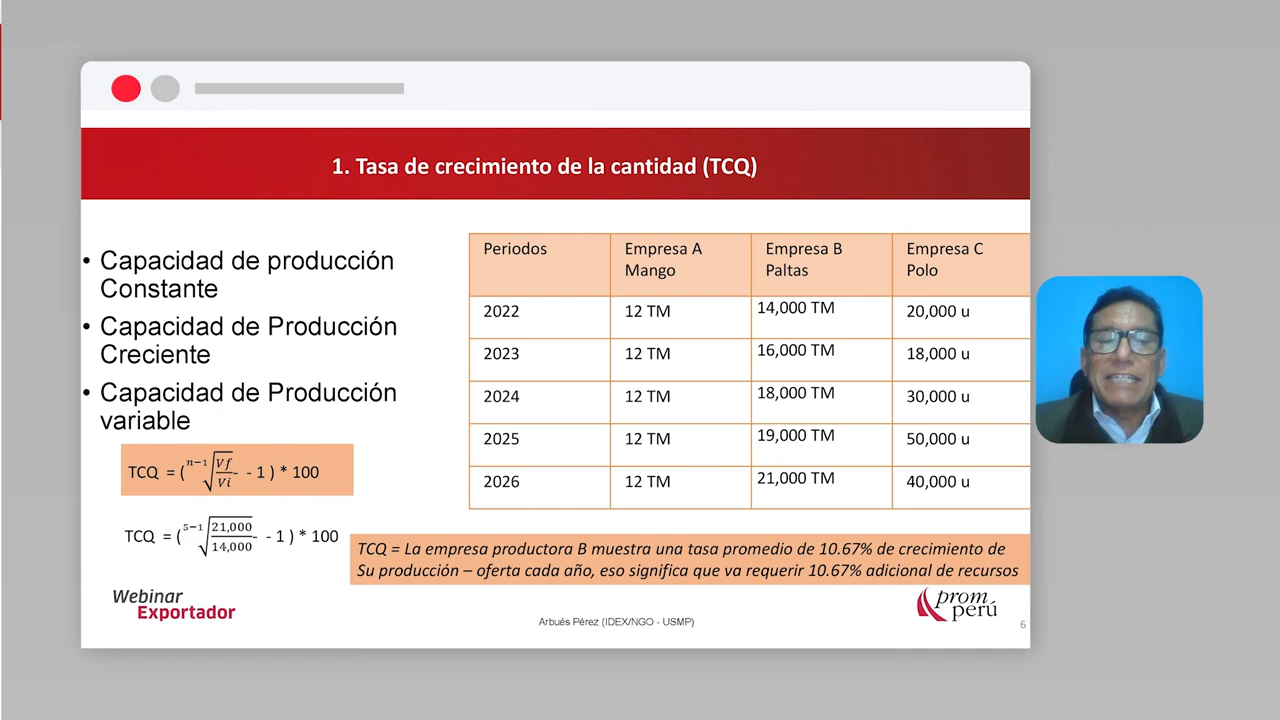 1. Tasa de crecimiento de la cantidad (TCQ)
• Capacidad de producción
Constante
• Capacidad de Producción
Creciente
• Capacidad de Producción
variable
TCQ = ( n−1√(Vf/Vi) - - 1 ) * 100
TCQ = ( 5−1√(21,000/14,000) - - 1 ) * 100
Periodos Empresa A Mango Empresa B Paltas Empresa C Polo
2022 12 TM 14,000 TM 20,000 u
2023 12 TM 16,000 TM 18,000 u
2024 12 TM 18,000 TM 30,000 u
2025 12 TM 19,000 TM 50,000 u
2026 12 TM 21,000 TM 40,000 u
TCQ = La empresa productora B muestra una tasa promedio de 10.67% de crecimiento de
Su producción – oferta cada año, eso significa que va requerir 10.67% adicional de recursos
Webinar
Exportador
Arbués Pérez (IDEX/NGO - USMP)
prom
perú
6